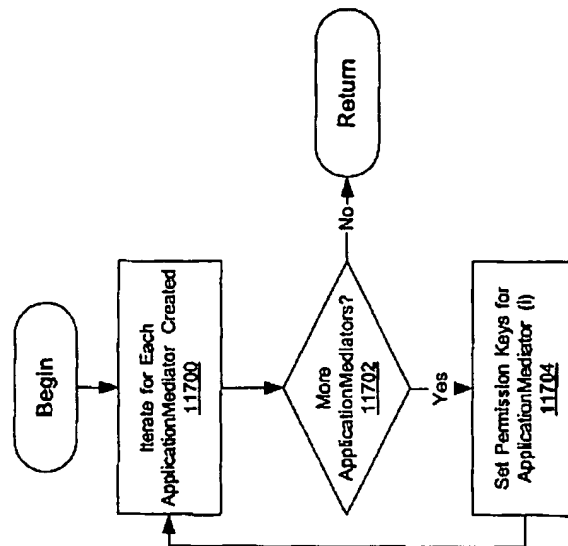 Begin
Iterate for Each
ApplicationMediator Created
11700
More
ApplicationMediators?
11702
No
Return
Yes
Set Permission Keys for
ApplicationMediator (i)
11704